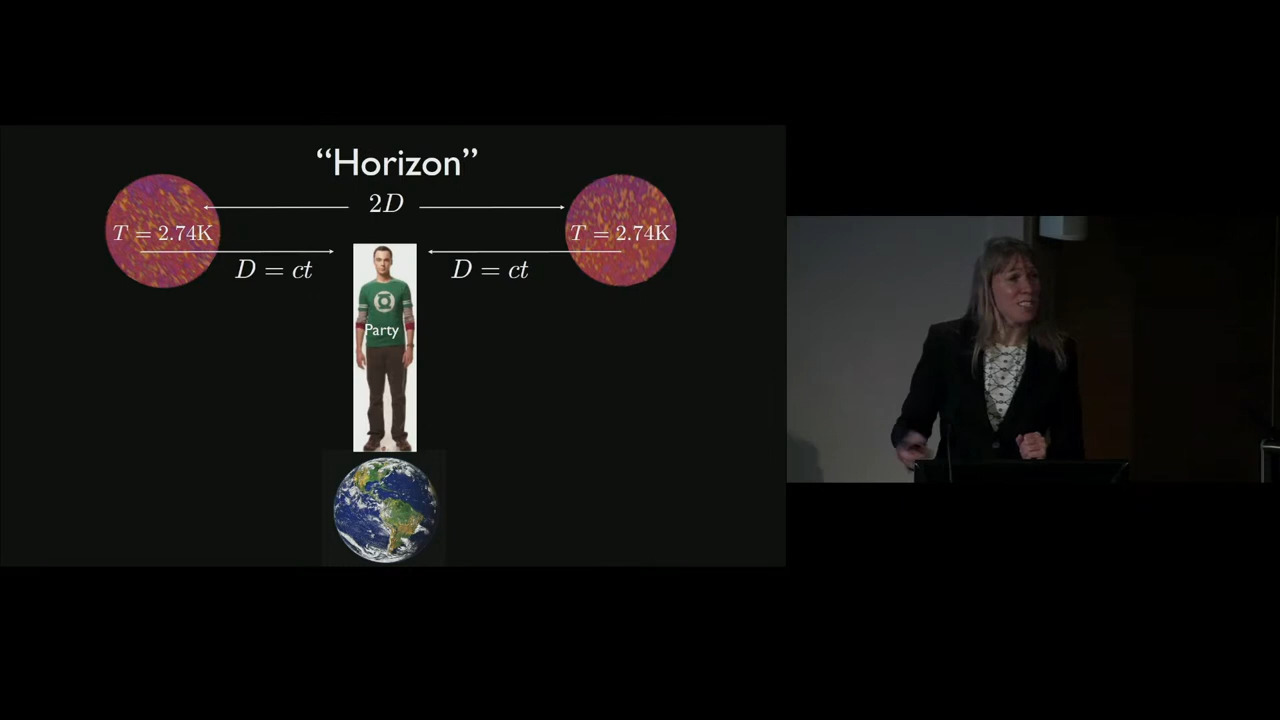 “Horizon”
2D
T = 2.74K
T = 2.74K
D = ct
D = ct
Party